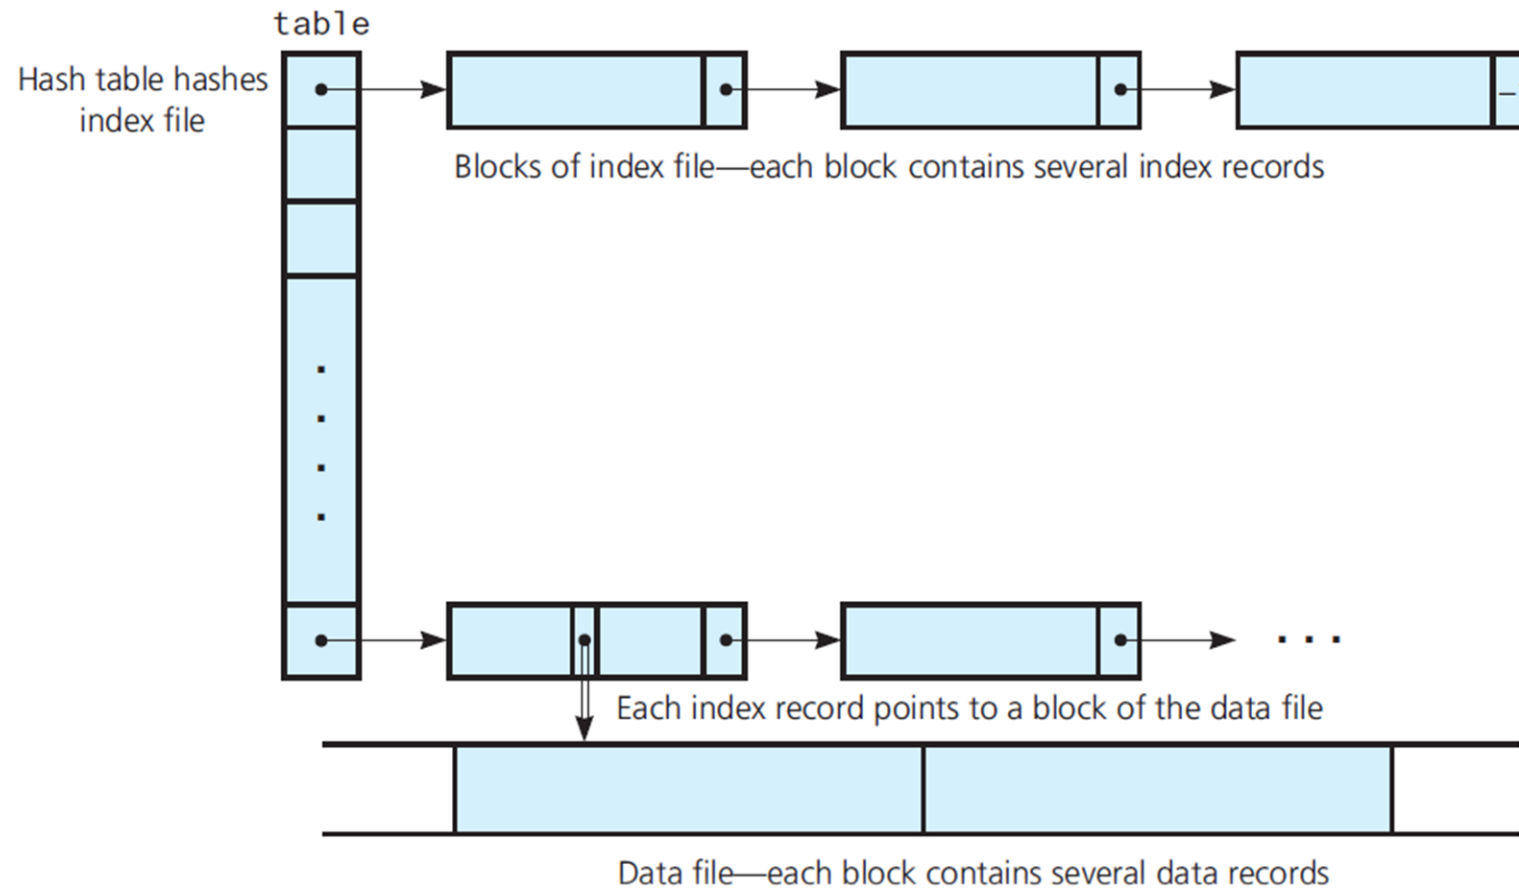 table
Hash table hashes
index file
Blocks of index file—each block contains several index records
Each index record points to a block of the data file
Data file—each block contains several data records